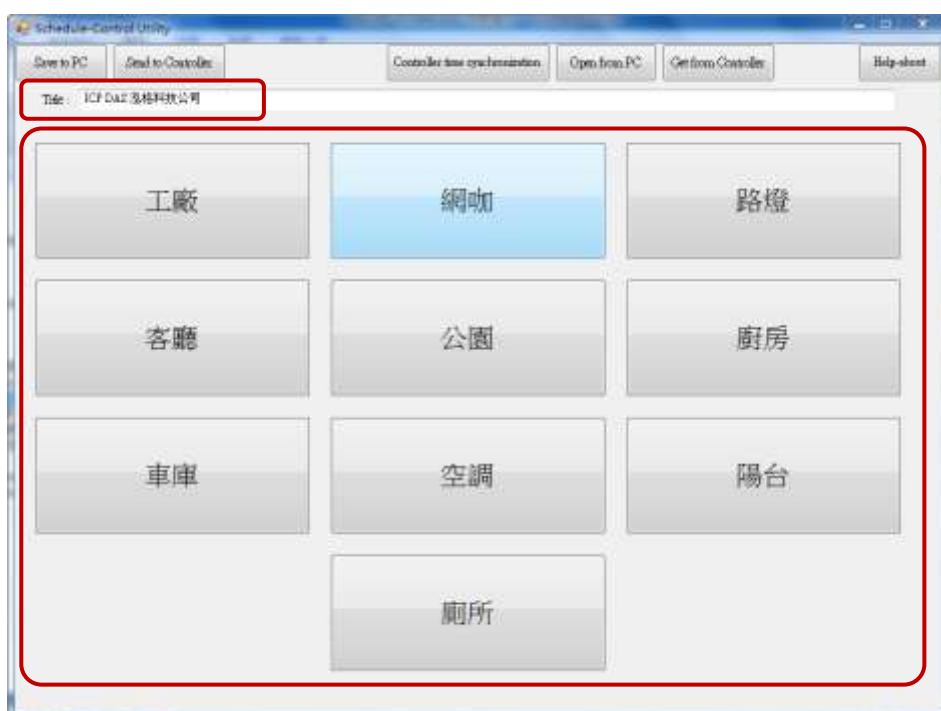 Schedule-Control Utility
Save to PC Send to Controller Controller time synchronization Open from PC Get from Controller Help-about
Title : ICP DAS 泓格科技公司
工廠 網咖 路燈
客廳 公園 廚房
車庫 空調 陽台
廁所